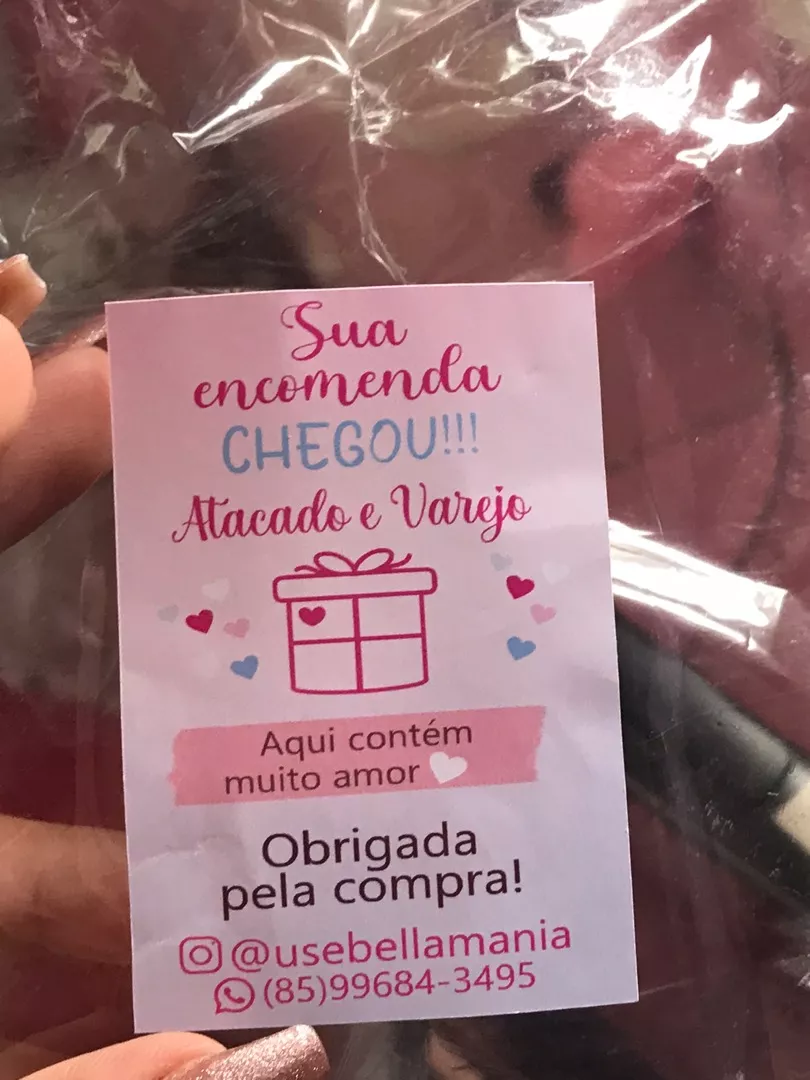 Sua
encomenda
CHEGOU!!!
Atacado e Varejo
Aqui contém
muito amor
Obrigada
pela compra!
@usebellamania
(85)99684-3495